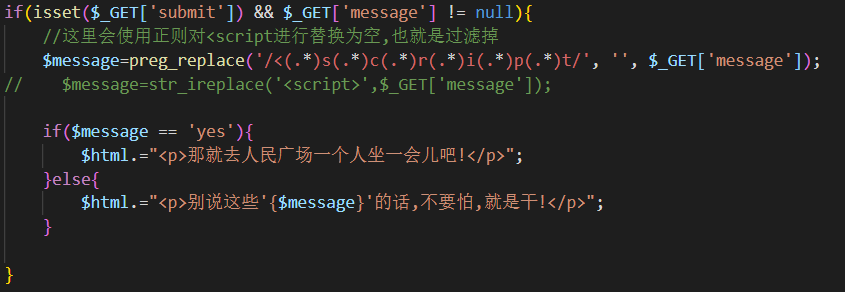 if(isset($_GET['submit']) && $_GET['message'] != null){
    //这里会使用正则对<script进行替换为空,也就是过滤掉
    $message=preg_replace('/<(.*)s(.*)c(.*)r(.*)i(.*)p(.*)t/', '', $_GET['message']);
//    $message=str_ireplace('<script>',$_GET['message']);
    if($message == 'yes'){
        $html.="<p>那就去人民广场一个人坐一会儿吧!</p>";
    }else{
        $html.="<p>别说这些'{$message}'的话,不要怕,就是干!</p>";
    }
}